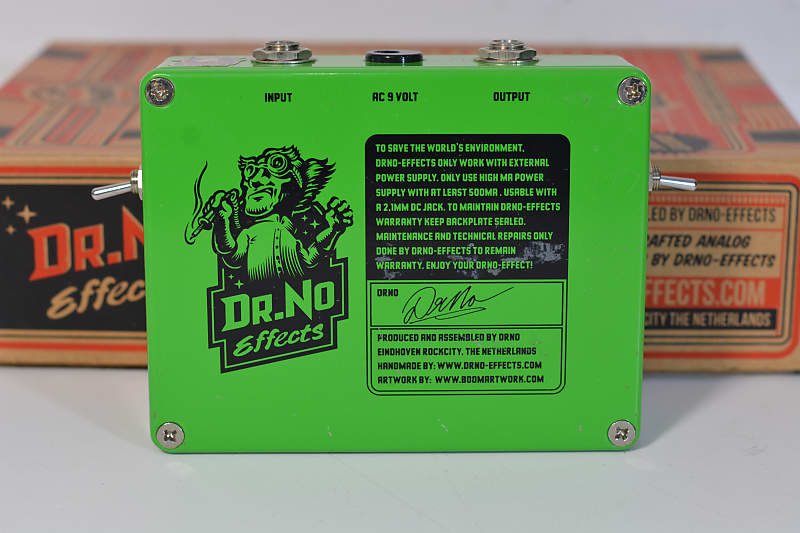 INPUT
AC 9 VOLT
OUTPUT
TO SAVE THE WORLD'S ENVIRONMENT,
DRNO-EFFECTS ONLY WORK WITH EXTERNAL
POWER SUPPLY. ONLY USE HIGH MA POWER
SUPPLY WITH AT LEAST 500MA. USABLE WITH
A 2,1MM DC JACK. TO MAINTAIN DRNO-EFFECTS
WARRANTY KEEP BACKPLATE SEALED.
MAINTENANCE AND TECHNICAL REPAIRS ONLY
DONE BY DRNO-EFFECTS TO REMAIN
WARRANTY. ENJOY YOUR DRNO-EFFECT!
DRNO
DrNo
PRODUCED AND ASSEMBLED BY DRNO
EINDHOVEN ROCKCITY, THE NETHERLANDS
HANDMADE BY: WWW.DRNO-EFFECTS.COM
ARTWORK BY: WWW.BOOMARTWORK.COM
DR.NO
Effects
DR.N
Effec
LED BY DRNO-EFFECTS
RAFTED ANALOG
BY DRNO-EFFECTS
EFFECTS.COM
CITY THE NETHERLANDS